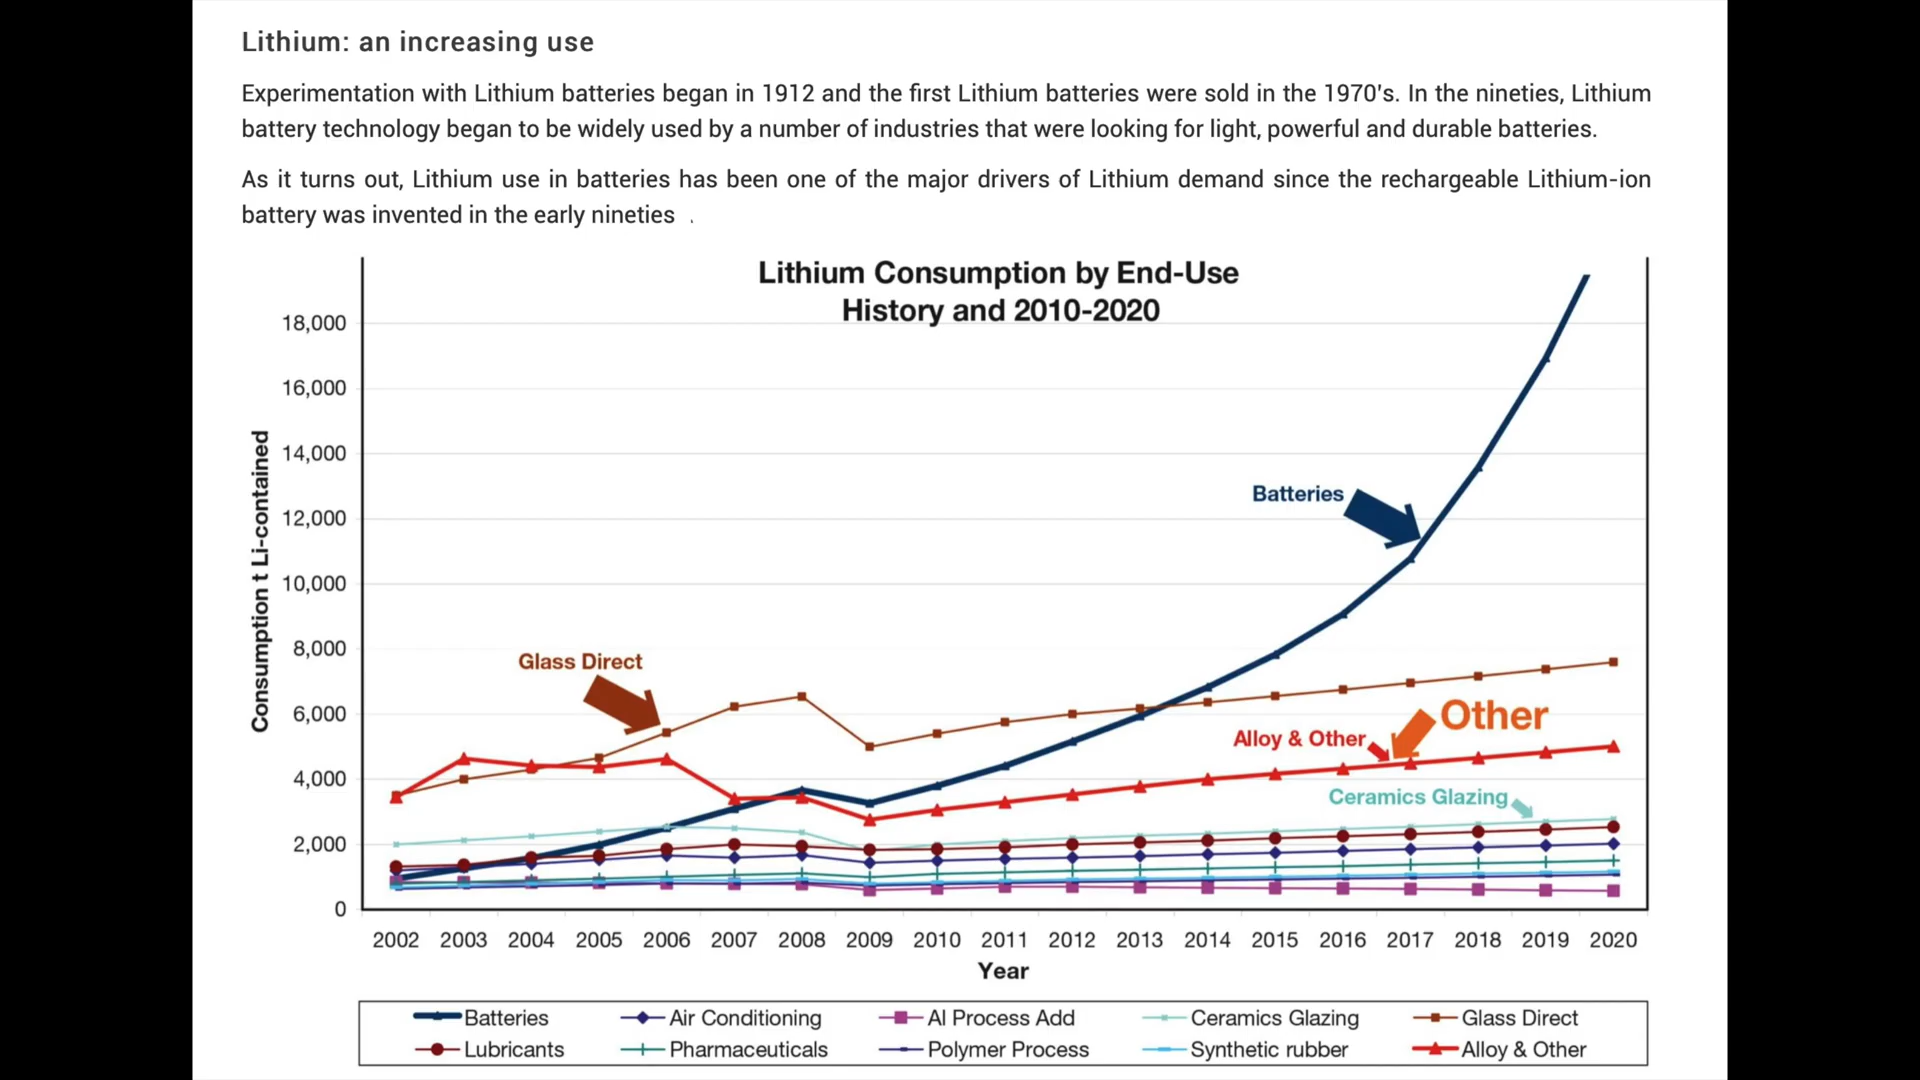 Lithium: an increasing use
Experimentation with Lithium batteries began in 1912 and the first Lithium batteries were sold in the 1970's. In the nineties, Lithium
battery technology began to be widely used by a number of industries that were looking for light, powerful and durable batteries.
As it turns out, Lithium use in batteries has been one of the major drivers of Lithium demand since the rechargeable Lithium-ion
battery was invented in the early nineties .
Lithium Consumption by End-Use
History and 2010-2020
Consumption t Li-contained
18,000
16,000
14,000
12,000
10,000
8,000
6,000
4,000
2,000
0
Batteries
Glass Direct
Other
Alloy & Other
Ceramics Glazing
2002 2003 2004 2005 2006 2007 2008 2009 2010 2011 2012 2013 2014 2015 2016 2017 2018 2019 2020
Year
Batteries Air Conditioning Al Process Add Ceramics Glazing Glass Direct
Lubricants Pharmaceuticals Polymer Process Synthetic rubber Alloy & Other